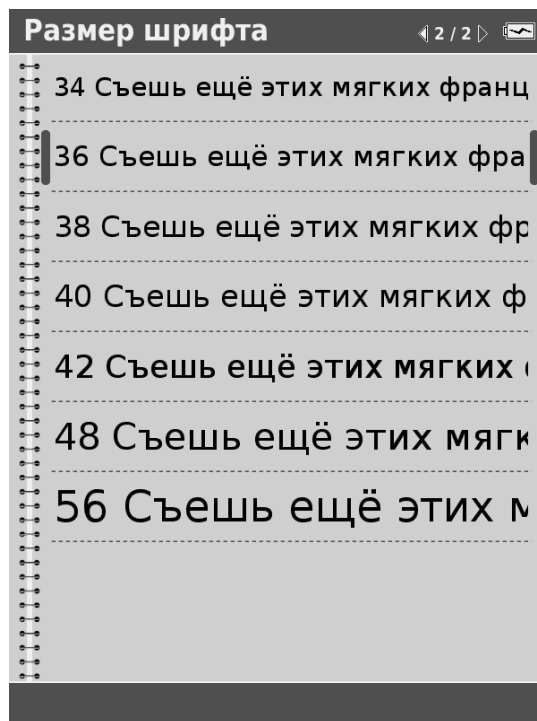 Размер шрифта 2 / 2
34 Съешь ещё этих мягких франц
36 Съешь ещё этих мягких фра
38 Съешь ещё этих мягких фр
40 Съешь ещё этих мягких ф
42 Съешь ещё этих мягких
48 Съешь ещё этих мягк
56 Съешь ещё этих м